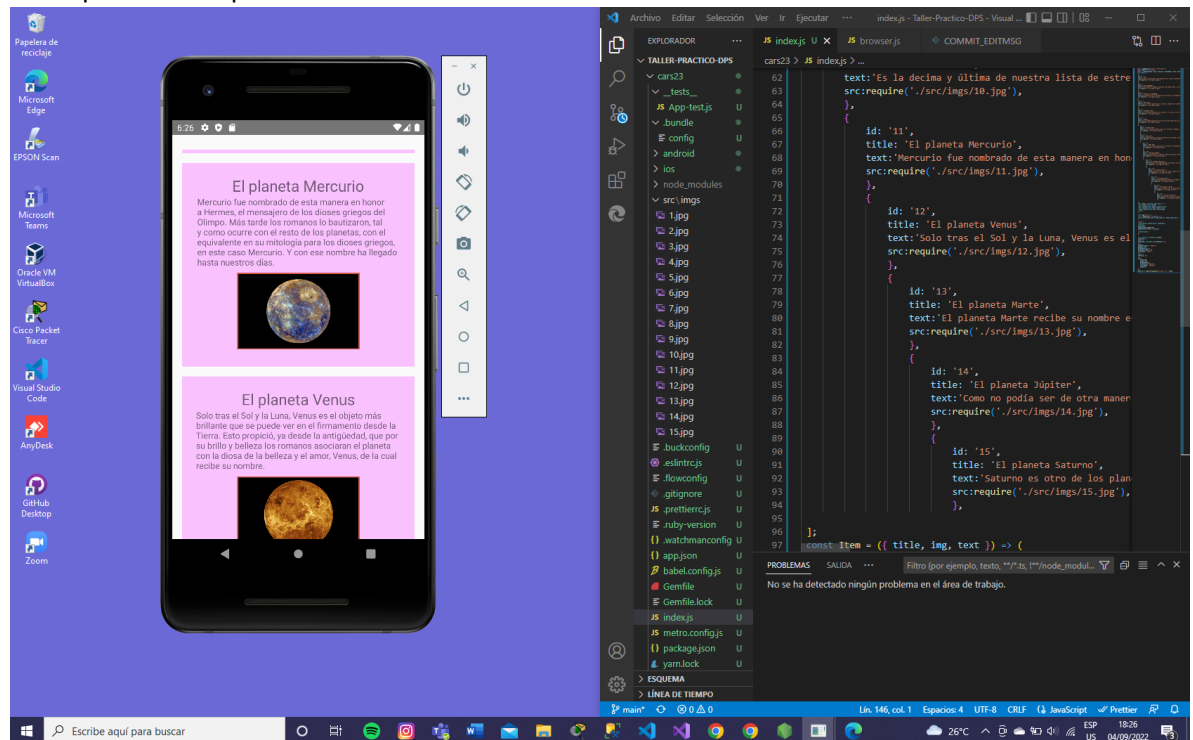 Papelera de
reciclaje
Microsoft
Edge
EPSON Scan
Microsoft
Teams
Oracle VM
VirtualBox
Cisco Packet
Tracer
Visual Studio
Code
AnyDesk
GitHub
Desktop
Zoom
6:26
El planeta Mercurio
Mercurio fue nombrado de esta manera en honor
a Hermes, el mensajero de los dioses griegos del
Olimpo. Más tarde los romanos lo bautizaron, tal
y como ocurre con el resto de los planetas, con el
equivalente en su mitología para los dioses griegos,
en este caso Mercurio. Y con ese nombre ha llegado
hasta nuestros días.
El planeta Venus
Solo tras el Sol y la Luna, Venus es el objeto más
brillante que se puede ver en el firmamento desde la
Tierra. Esto propició, ya desde la antigüedad, que por
su brillo y belleza los romanos asociaran el planeta
con la diosa de la belleza y el amor, Venus, de la cual
recibe su nombre.
Archivo Editar Selección Ver Ir Ejecutar ··· index.js - Taller-Practico-DPS - Visual ...
EXPLORADOR ···
TALLER-PRACTICO-DPS
cars23
__tests__
JS App-test.js U
.bundle
config U
android
ios
node_modules
src\imgs
1.jpg
2.jpg
3.jpg
4.jpg
5.jpg
6.jpg
7.jpg
8.jpg
9.jpg
10.jpg
11.jpg
12.jpg
13.jpg
14.jpg
15.jpg
.buckconfig U
.eslintrc.js U
.flowconfig U
.gitignore U
JS .prettierrc.js U
.ruby-version U
{} .watchmanconfig U
{} app.json U
babel.config.js U
Gemfile U
Gemfile.lock U
JS index.js U
JS metro.config.js U
{} package.json U
yarn.lock U
ESQUEMA
LÍNEA DE TIEMPO
JS index.js U JS browser.js COMMIT_EDITMSG
cars23 > JS index.js > ...
62 text:'Es la decima y última de nuestra lista de estre
63 src:require('./src/imgs/10.jpg'),
64 },
65 {
66 id: '11',
67 title: 'El planeta Mercurio',
68 text:'Mercurio fue nombrado de esta manera en hon
69 src:require('./src/imgs/11.jpg'),
70 },
71 {
72 id: '12',
73 title: 'El planeta Venus',
74 text:'Solo tras el Sol y la Luna, Venus es el
75 src:require('./src/imgs/12.jpg'),
76 },
77 {
78 id: '13',
79 title: 'El planeta Marte',
80 text:'El planeta Marte recibe su nombre e
81 src:require('./src/imgs/13.jpg'),
82 },
83 {
84 id: '14',
85 title: 'El planeta Júpiter',
86 text:'Como no podía ser de otra maner
87 src:require('./src/imgs/14.jpg'),
88 },
89 {
90 id: '15',
91 title: 'El planeta Saturno',
92 text:'Saturno es otro de los plan
93 src:require('./src/imgs/15.jpg'),
94 },
95
96 ];
97 const Item = ({ title, img, text }) => (
PROBLEMAS SALIDA ··· Filtro (por ejemplo, texto, **/*.ts, !**/node_modul...
No se ha detectado ningún problema en el área de trabajo.
main* 0 0 Lín. 146, col. 1 Espacios: 4 UTF-8 CRLF JavaScript Prettier
Escribe aquí para buscar
26°C ESP 18:26
US 04/09/2022